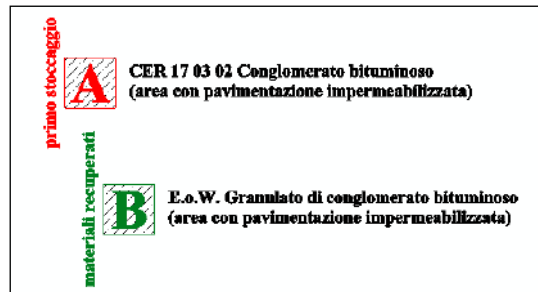 primo stoccaggio
A
CER 17 03 02 Conglomerato bituminoso
(area con pavimentazione impermeabilizzata)
materiali recuperati
B
E.o.W. Granulato di conglomerato bituminoso
(area con pavimentazione impermeabilizzata)